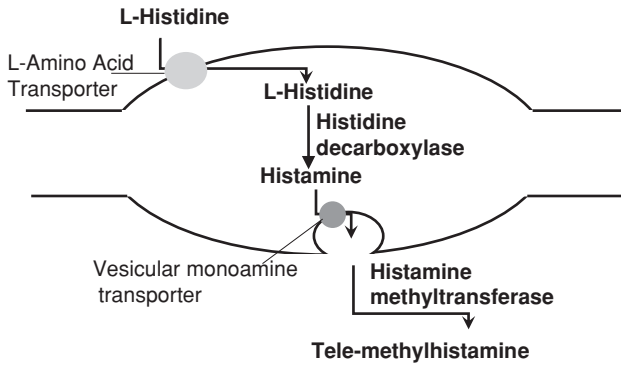 L-Histidine
L-Amino Acid
Transporter
L-Histidine
Histidine
decarboxylase
Histamine
Vesicular monoamine
transporter
Histamine
methyltransferase
Tele-methylhistamine